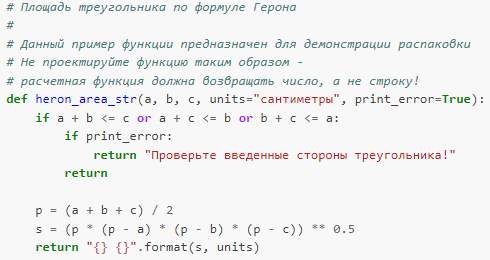 # Площадь треугольника по формуле Герона
#
# Данный пример функции предназначен для демонстрации распаковки
# Не проектируйте функцию таким образом -
# расчетная функция должна возвращать число, а не строку!
def heron_area_str(a, b, c, units="сантиметры", print_error=True):
    if a + b <= c or a + c <= b or b + c <= a:
        if print_error:
            return "Проверьте введенные стороны треугольника!"
        return

    p = (a + b + c) / 2
    s = (p * (p - a) * (p - b) * (p - c)) ** 0.5
    return "{} {}".format(s, units)